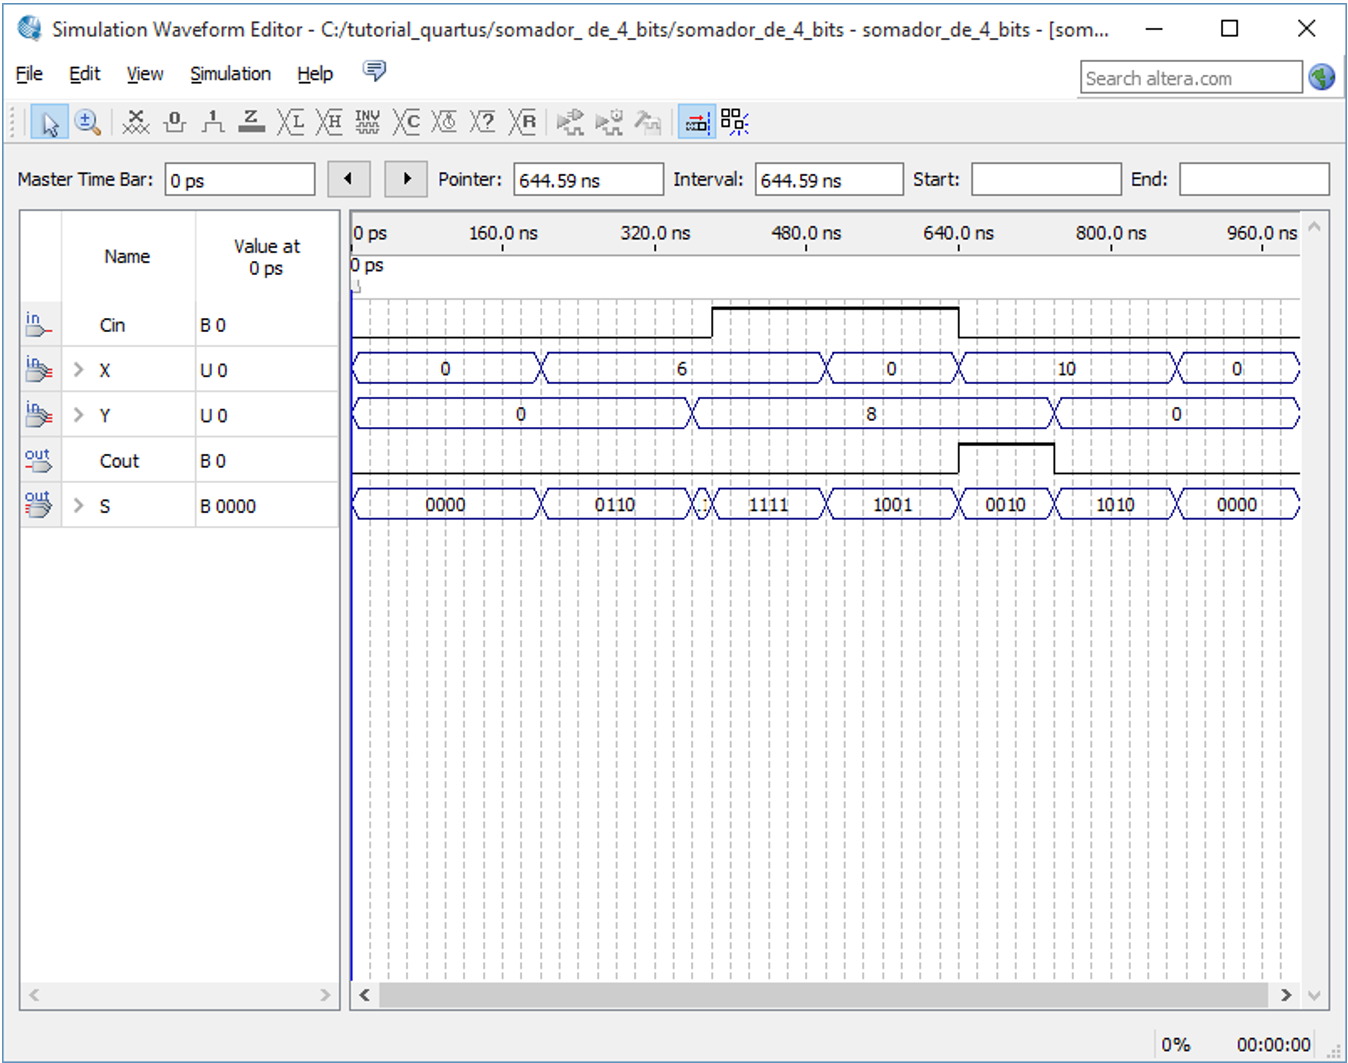 Simulation Waveform Editor - C:/tutorial_quartus/somador_ de_4_bits/somador_de_4_bits - somador_de_4_bits - [som...
File Edit View Simulation Help
Search altera.com
0 1 Z L H INV C ? R
Master Time Bar: 0 ps Pointer: 644.59 ns Interval: 644.59 ns Start: End:
Name Value at 0 ps
0 ps 160.0 ns 320.0 ns 480.0 ns 640.0 ns 800.0 ns 960.0 ns
0 ps
in Cin B 0
in X U 0 0 6 0 10 0
in Y U 0 0 8 0
out Cout B 0
out S B 0000 0000 0110 1111 1001 0010 1010 0000
0% 00:00:00